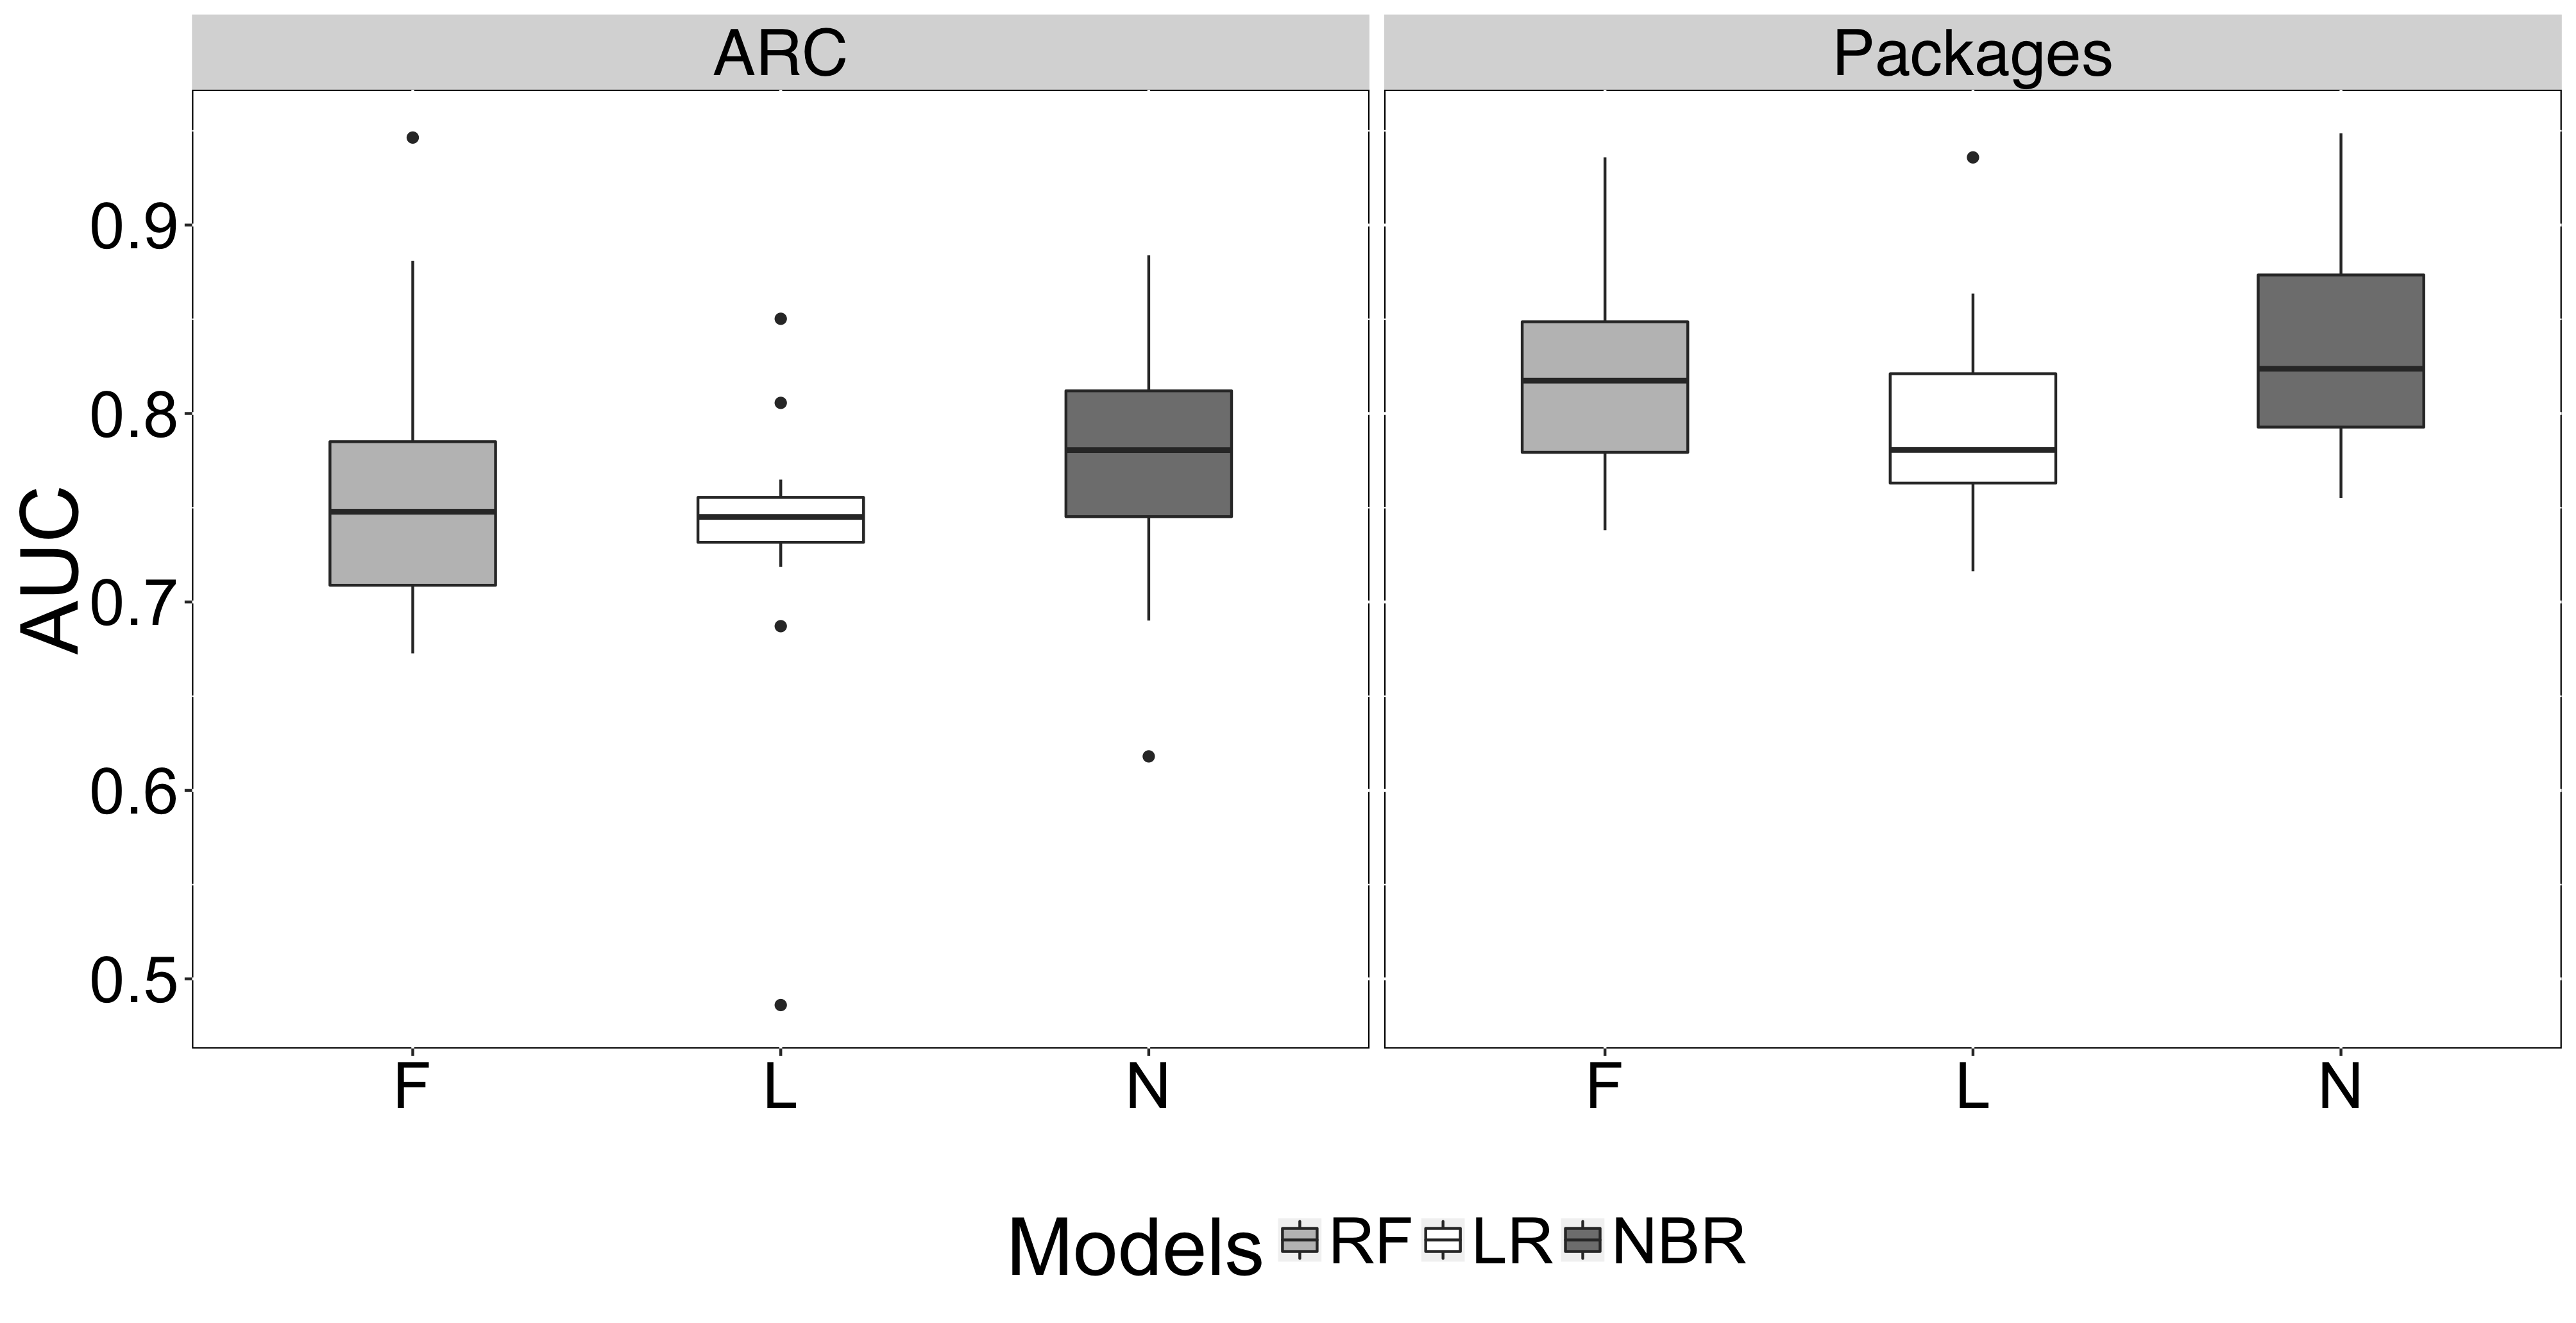 ARC Packages
AUC
0.9
0.8
0.7
0.6
0.5
F L N F L N
Models RF LR NBR